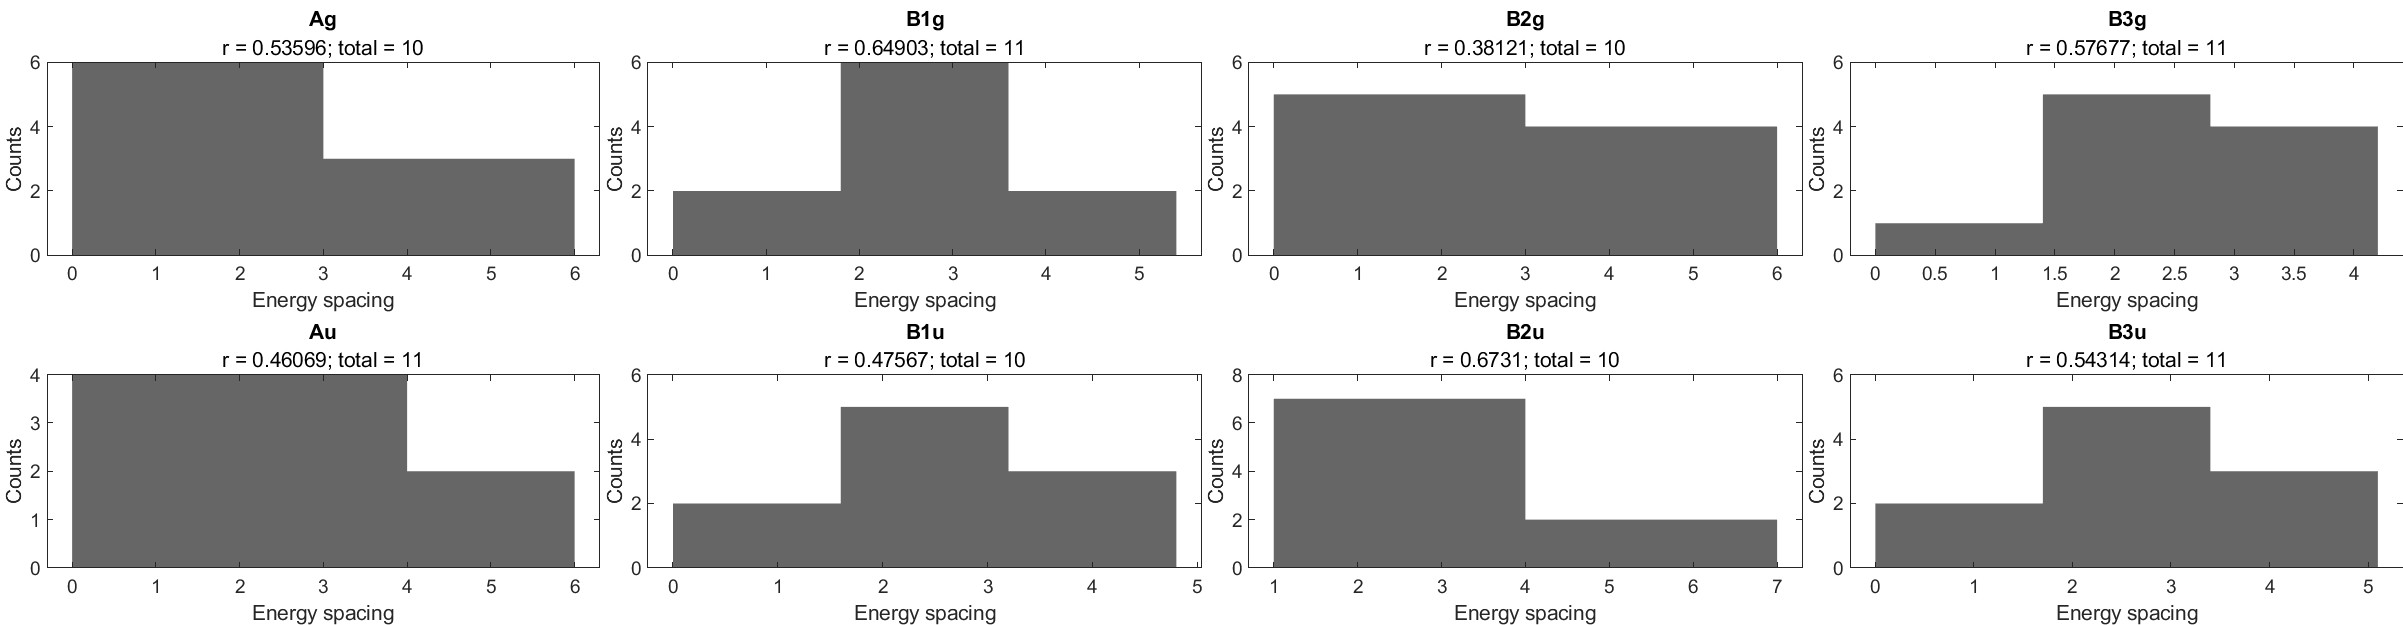 Ag
r = 0.53596; total = 10
6
4
2
0
Counts
0 1 2 3 4 5 6
Energy spacing
B1g
r = 0.64903; total = 11
6
4
2
0
Counts
0 1 2 3 4 5
Energy spacing
B2g
r = 0.38121; total = 10
6
4
2
0
Counts
0 1 2 3 4 5 6
Energy spacing
B3g
r = 0.57677; total = 11
6
4
2
0
Counts
0 0.5 1 1.5 2 2.5 3 3.5 4
Energy spacing
Au
r = 0.46069; total = 11
4
3
2
1
0
Counts
0 1 2 3 4 5 6
Energy spacing
B1u
r = 0.47567; total = 10
6
4
2
0
Counts
0 1 2 3 4 5
Energy spacing
B2u
r = 0.6731; total = 10
8
6
4
2
0
Counts
1 2 3 4 5 6 7
Energy spacing
B3u
r = 0.54314; total = 11
6
4
2
0
Counts
0 1 2 3 4 5
Energy spacing